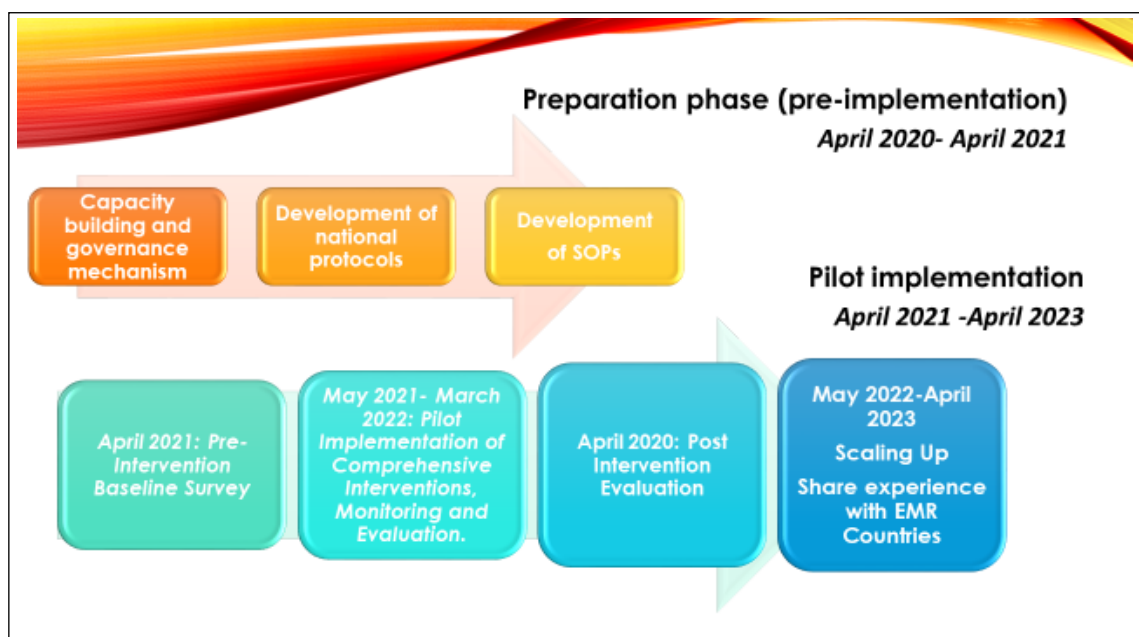 Preparation phase (pre-implementation)
April 2020- April 2021
Capacity
building and
governance
mechanism
Development of
national
protocols
Development
of SOPs
Pilot implementation
April 2021 -April 2023
April 2021: Pre-
Intervention
Baseline Survey
May 2021- March
2022: Pilot
Implementation of
Comprehensive
Interventions,
Monitoring and
Evaluation.
April 2020: Post
Intervention
Evaluation
May 2022-April
2023
Scaling Up
Share experience
with EMR
Countries